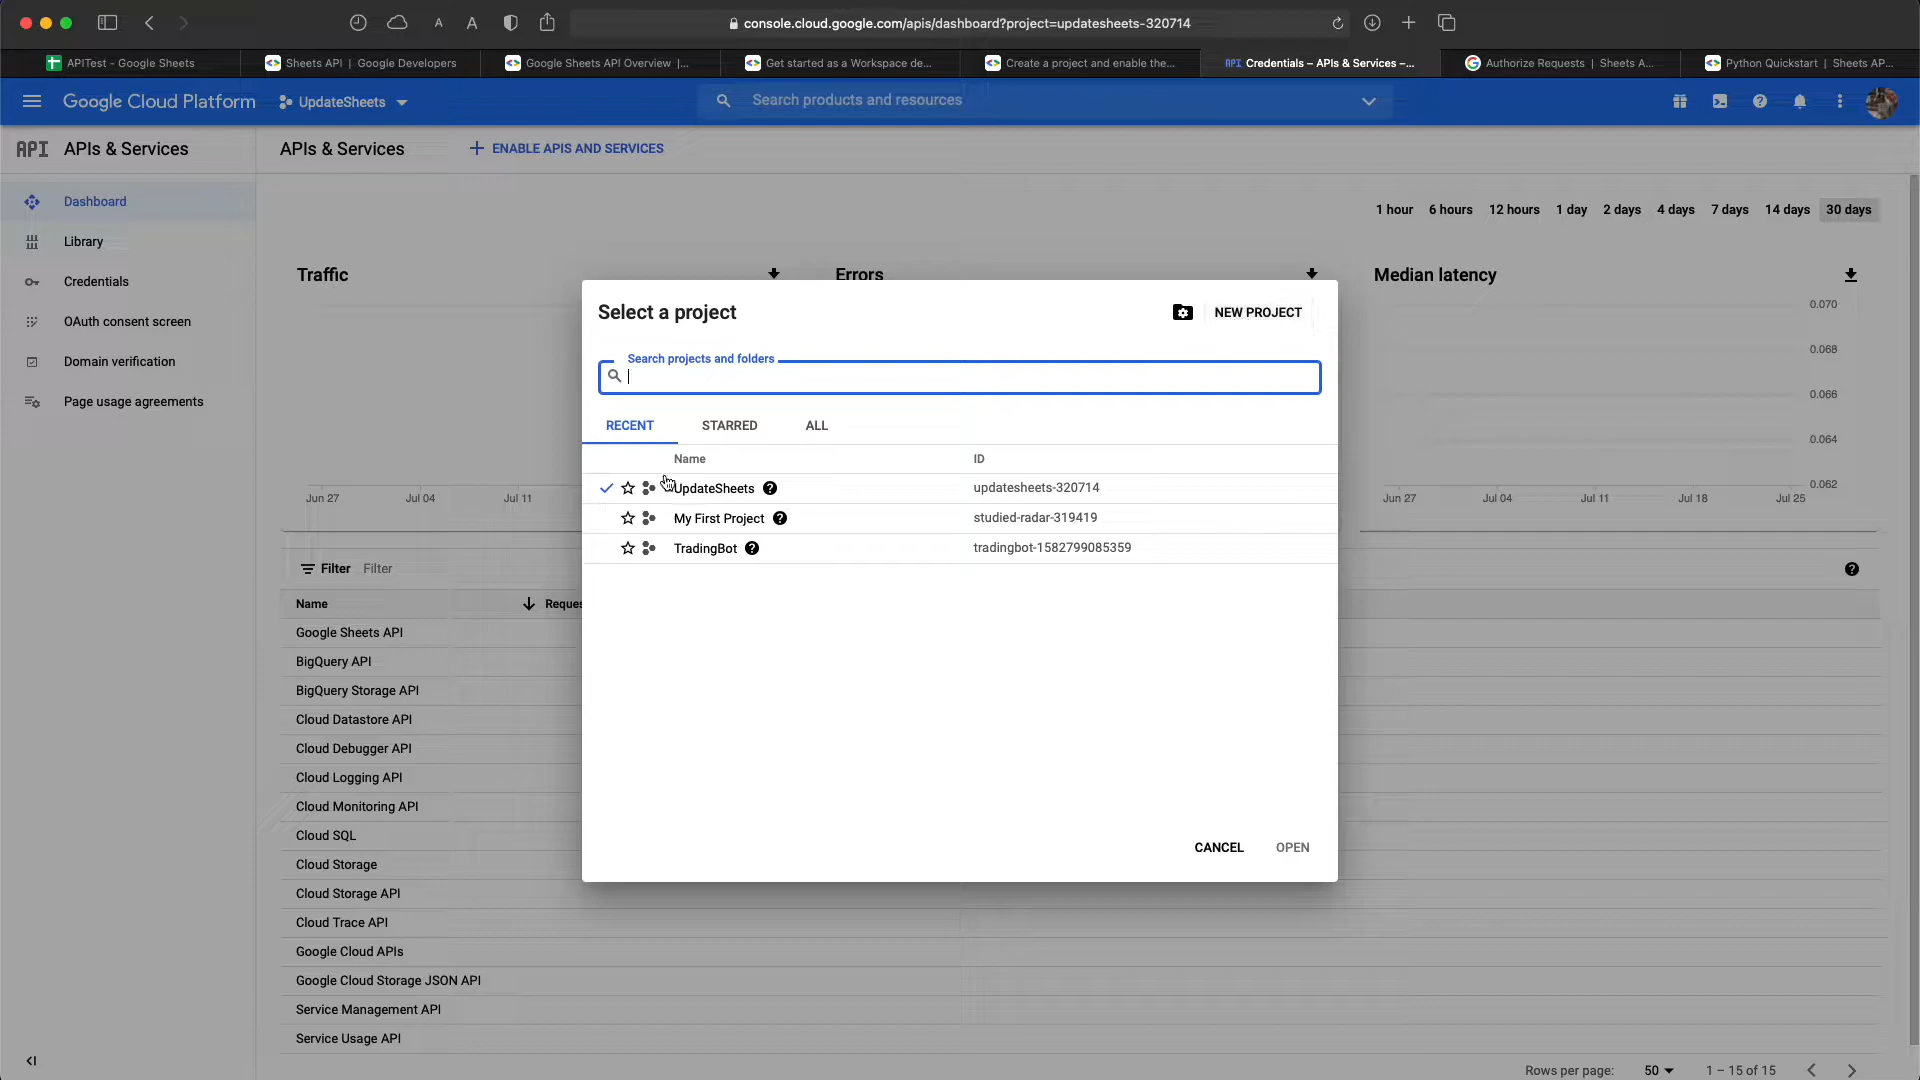 console.cloud.google.com/apis/dashboard?project=updatesheets-320714
APITest - Google Sheets
Sheets API | Google Developers
Google Sheets API Overview |...
Get started as a Workspace de...
Create a project and enable the...
API Credentials – APIs & Services –...
Authorize Requests | Sheets A...
Python Quickstart | Sheets AP...
Google Cloud Platform
UpdateSheets
Search products and resources
API APIs & Services
APIs & Services
ENABLE APIS AND SERVICES
Dashboard
Library
Credentials
OAuth consent screen
Domain verification
Page usage agreements
1 hour 6 hours 12 hours 1 day 2 days 4 days 7 days 14 days 30 days
Traffic
Errors
Median latency
0.070
0.068
0.066
0.064
0.062
Jun 27 Jul 04 Jul 11
Jun 27 Jul 04 Jul 11 Jul 18 Jul 25
Select a project
NEW PROJECT
Search projects and folders
RECENT STARRED ALL
Name ID
UpdateSheets updatesheets-320714
My First Project studied-radar-319419
TradingBot tradingbot-1582799085359
CANCEL OPEN
Filter Filter
Name Reque
Google Sheets API
BigQuery API
BigQuery Storage API
Cloud Datastore API
Cloud Debugger API
Cloud Logging API
Cloud Monitoring API
Cloud SQL
Cloud Storage
Cloud Storage API
Cloud Trace API
Google Cloud APIs
Google Cloud Storage JSON API
Service Management API
Service Usage API
Rows per page: 50 1 – 15 of 15